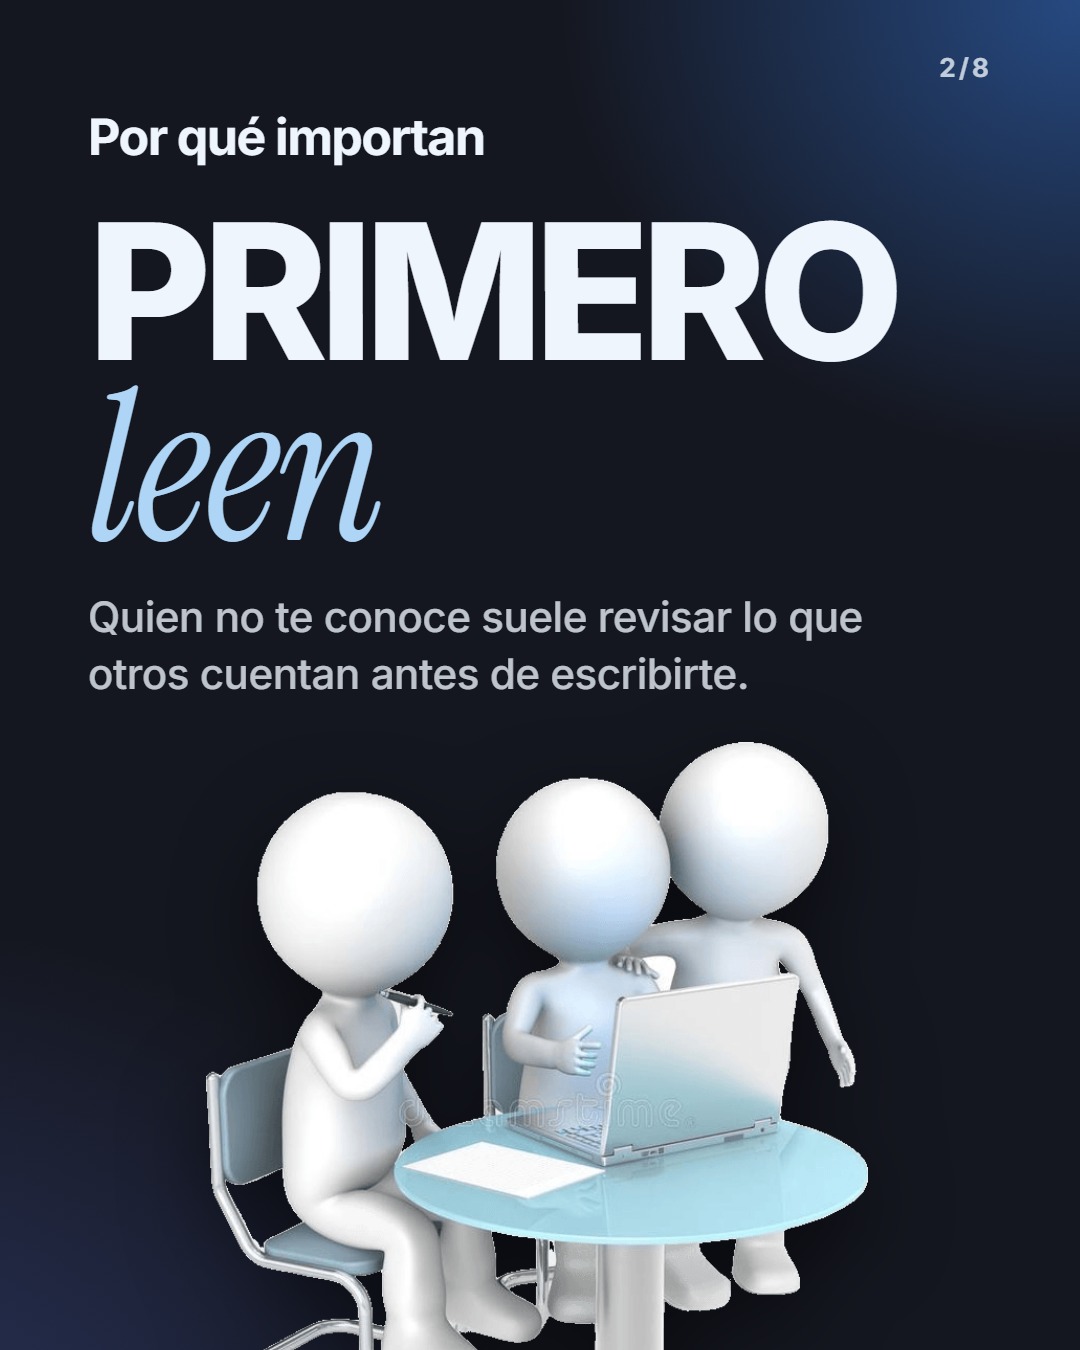 2/8
Por qué importan
PRIMERO
leen
Quien no te conoce suele revisar lo que
otros cuentan antes de escribirte.
dreamstime